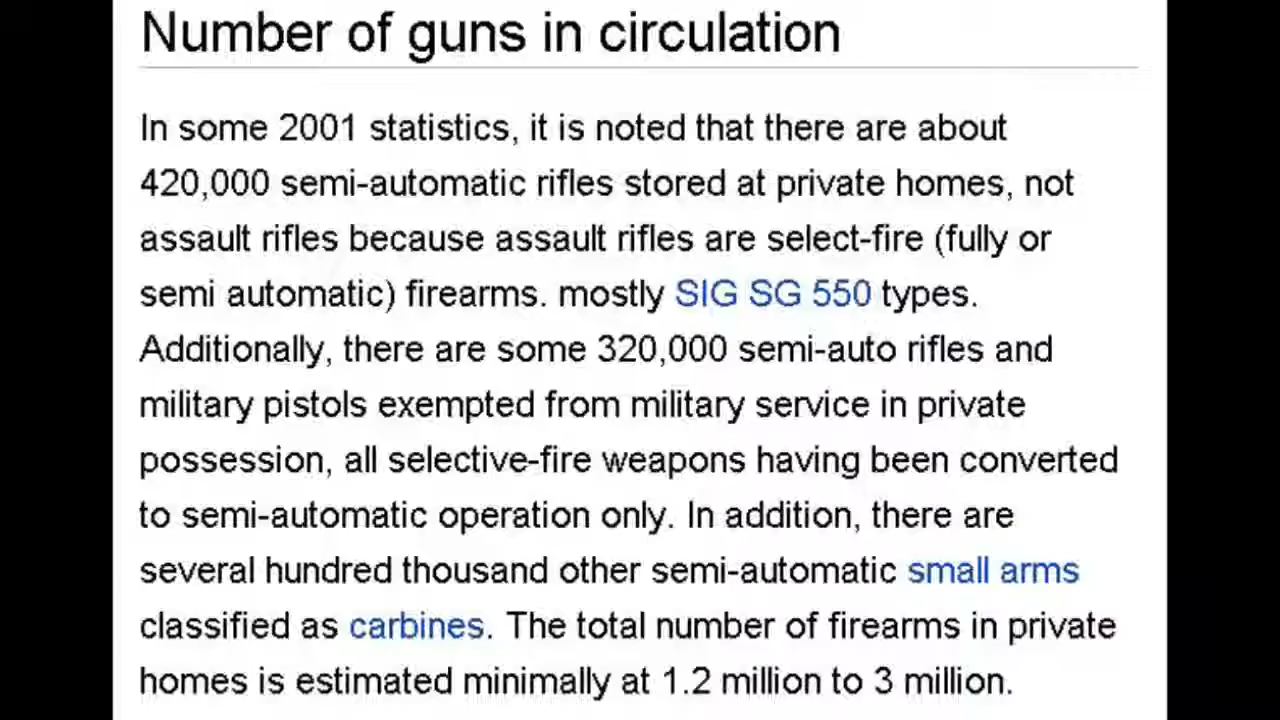 Number of guns in circulation
In some 2001 statistics, it is noted that there are about
420,000 semi-automatic rifles stored at private homes, not
assault rifles because assault rifles are select-fire (fully or
semi automatic) firearms. mostly SIG SG 550 types.
Additionally, there are some 320,000 semi-auto rifles and
military pistols exempted from military service in private
possession, all selective-fire weapons having been converted
to semi-automatic operation only. In addition, there are
several hundred thousand other semi-automatic small arms
classified as carbines. The total number of firearms in private
homes is estimated minimally at 1.2 million to 3 million.